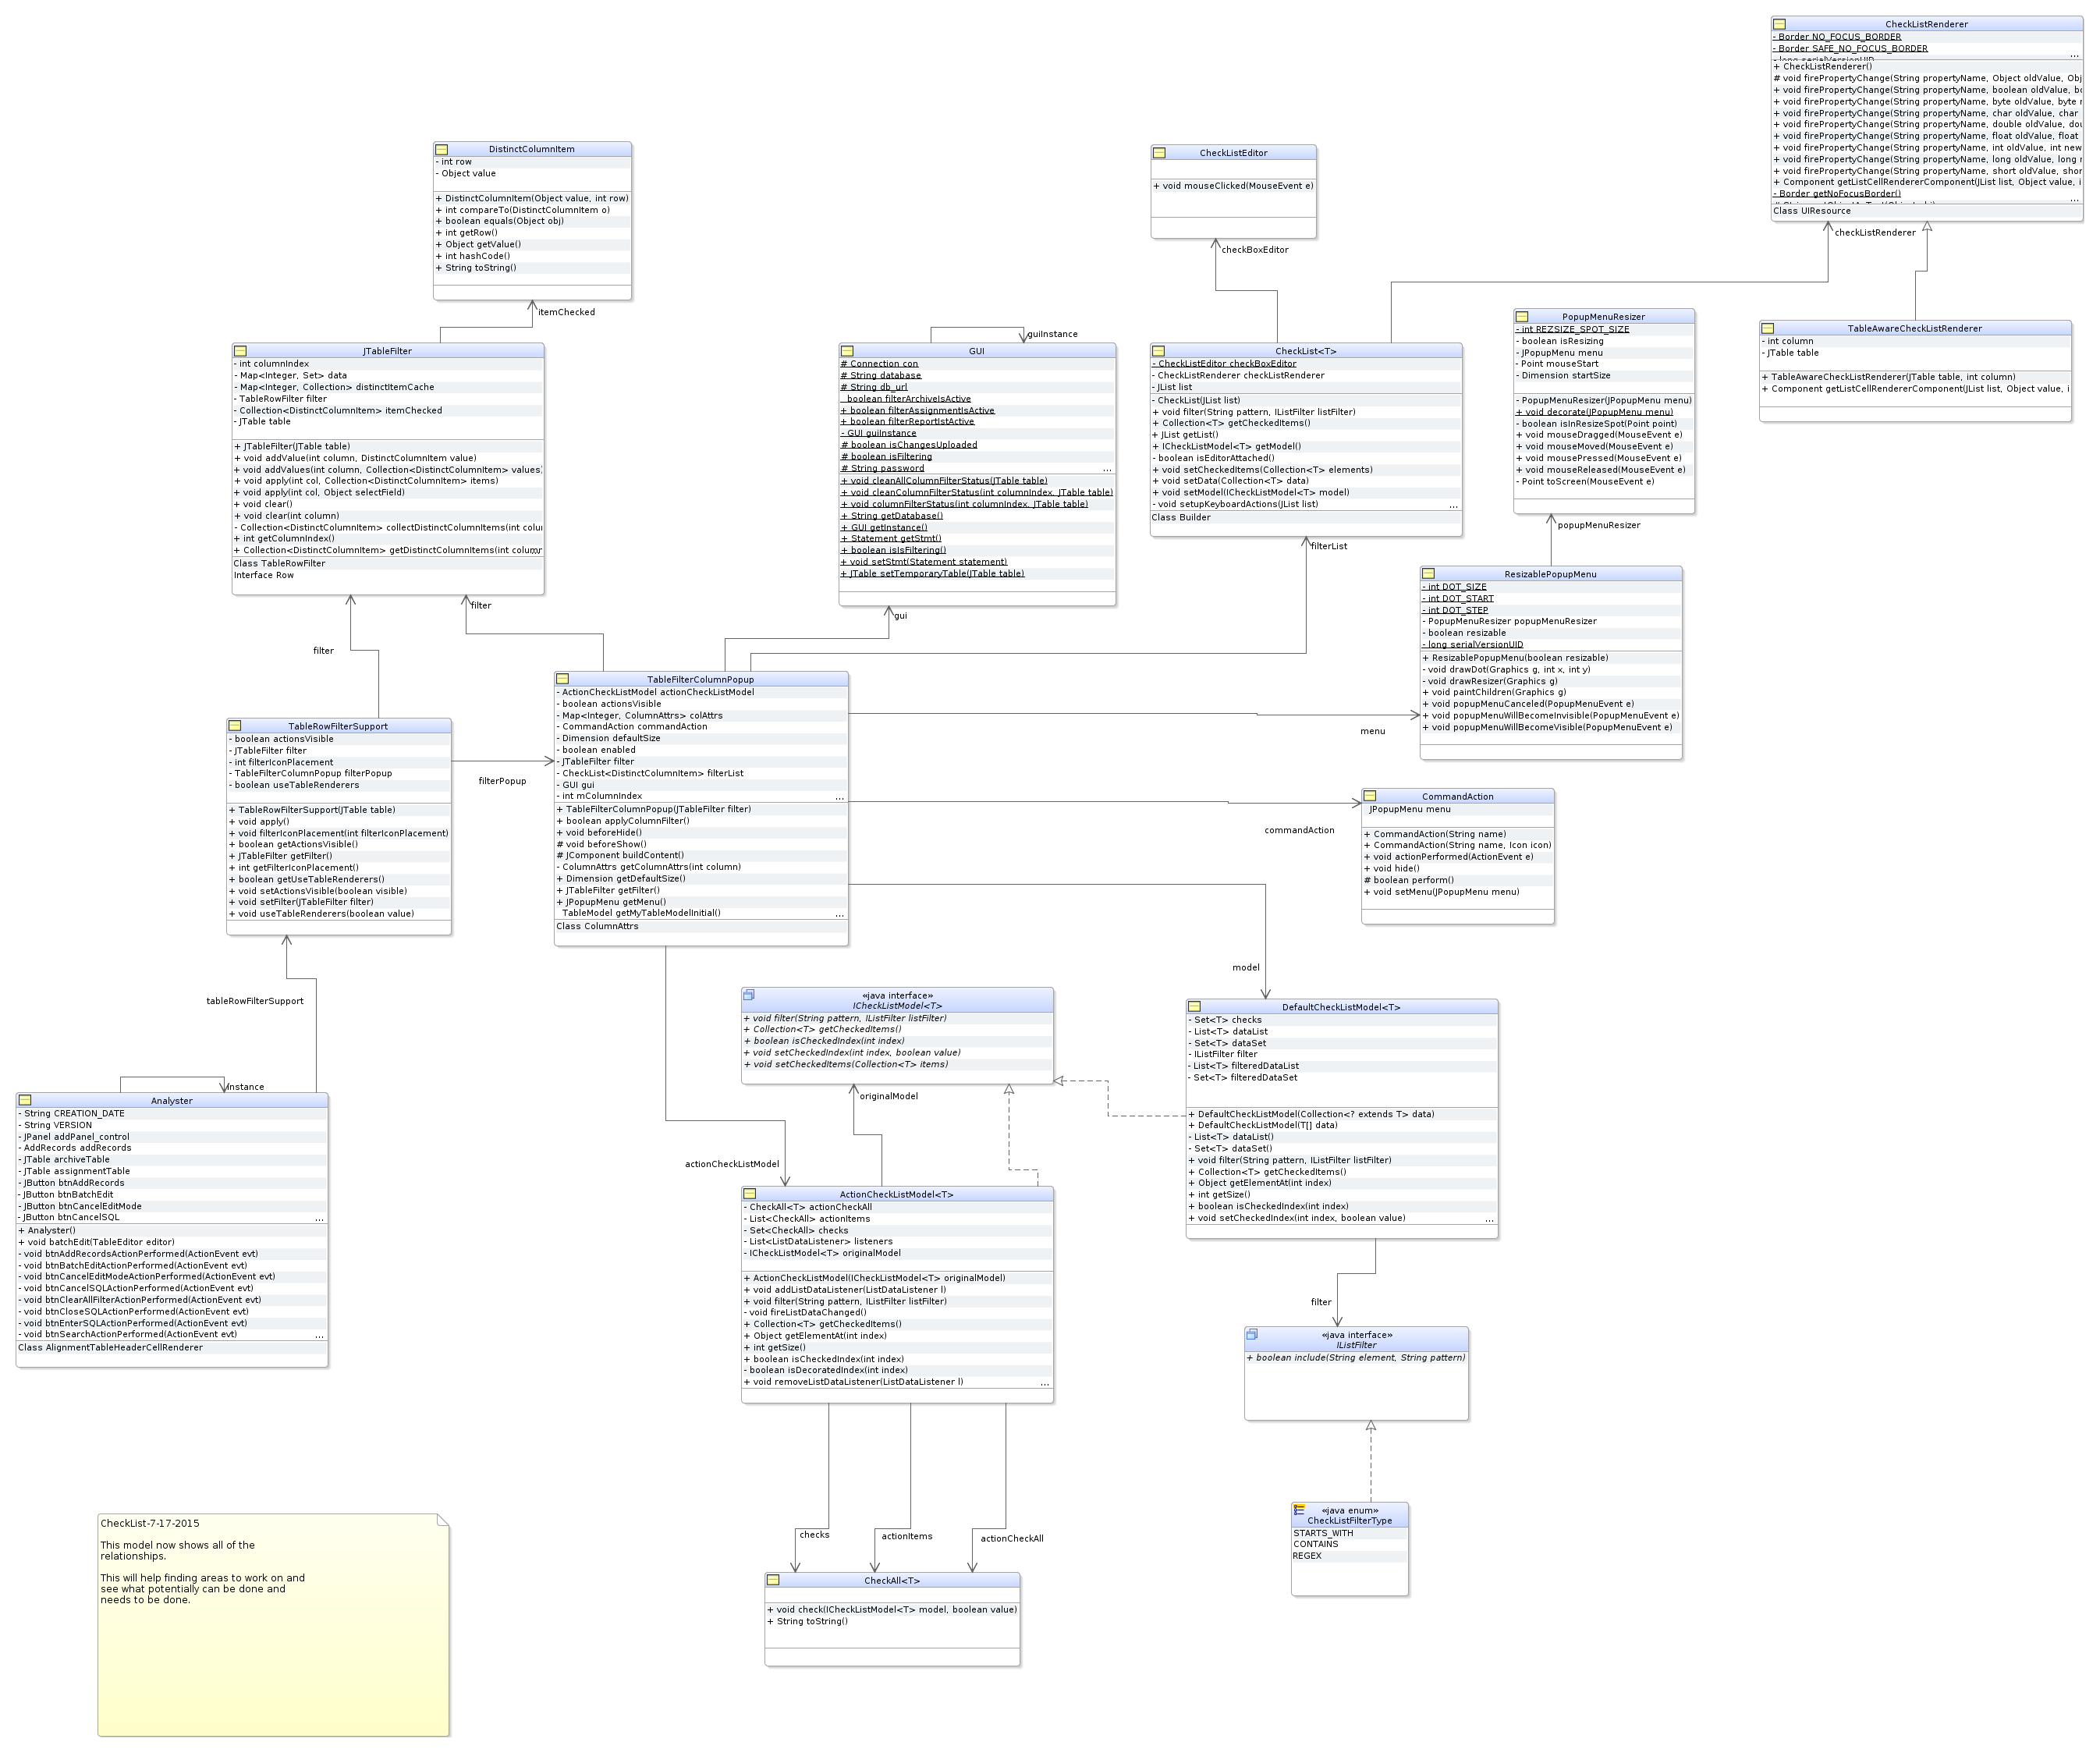 CheckListRenderer
- Border NO_FOCUS_BORDER
- Border SAFE_NO_FOCUS_BORDER
- long serialVersionUID
...
+ CheckListRenderer()
# void firePropertyChange(String propertyName, Object oldValue, Obj
+ void firePropertyChange(String propertyName, boolean oldValue, bo
+ void firePropertyChange(String propertyName, byte oldValue, byte r
+ void firePropertyChange(String propertyName, char oldValue, char
+ void firePropertyChange(String propertyName, double oldValue, dou
+ void firePropertyChange(String propertyName, float oldValue, float
+ void firePropertyChange(String propertyName, int oldValue, int new
+ void firePropertyChange(String propertyName, long oldValue, long r
+ void firePropertyChange(String propertyName, short oldValue, shor
+ Component getListCellRendererComponent(JList list, Object value, i
- Border getNoFocusBorder()
...
Class UIResource
checkListRenderer
DistinctColumnItem
- int row
- Object value
+ DistinctColumnItem(Object value, int row)
+ int compareTo(DistinctColumnItem o)
+ boolean equals(Object obj)
+ int getRow()
+ Object getValue()
+ int hashCode()
+ String toString()
itemChecked
CheckListEditor
+ void mouseClicked(MouseEvent e)
checkBoxEditor
JTableFilter
- int columnIndex
- Map<Integer, Set> data
- Map<Integer, Collection> distinctItemCache
- TableRowFilter filter
- Collection<DistinctColumnItem> itemChecked
- JTable table
+ JTableFilter(JTable table)
+ void addValue(int column, DistinctColumnItem value)
+ void addValues(int column, Collection<DistinctColumnItem> values)
+ void apply(int col, Collection<DistinctColumnItem> items)
+ void apply(int col, Object selectField)
+ void clear()
+ void clear(int column)
- Collection<DistinctColumnItem> collectDistinctColumnItems(int colun
+ int getColumnIndex()
+ Collection<DistinctColumnItem> getDistinctColumnItems(int column
Class TableRowFilter
Interface Row
guiInstance
GUI
# Connection con
# String database
# String db_url
boolean filterArchiveIsActive
+ boolean filterAssignmentIsActive
+ boolean filterReportIstActive
- GUI guiInstance
# boolean isChangesUploaded
# boolean isFiltering
# String password
...
+ void cleanAllColumnFilterStatus(JTable table)
+ void cleanColumnFilterStatus(int columnIndex, JTable table)
+ void columnFilterStatus(int columnIndex, JTable table)
+ String getDatabase()
+ GUI getInstance()
+ Statement getStmt()
+ boolean isIsFiltering()
+ void setStmt(Statement statement)
+ JTable setTemporaryTable(JTable table)
gui
CheckList<T>
- CheckListEditor checkBoxEditor
- CheckListRenderer checkListRenderer
- JList list
- CheckList(JList list)
+ void filter(String pattern, IListFilter listFilter)
+ Collection<T> getCheckedItems()
+ JList getList()
+ ICheckListModel<T> getModel()
- boolean isEditorAttached()
+ void setCheckedItems(Collection<T> elements)
+ void setData(Collection<T> data)
+ void setModel(ICheckListModel<T> model)
- void setupKeyboardActions(JList list)
...
Class Builder
filterList
PopupMenuResizer
- int REZSIZE_SPOT_SIZE
- boolean isResizing
- JPopupMenu menu
- Point mouseStart
- Dimension startSize
- PopupMenuResizer(JPopupMenu menu)
+ void decorate(JPopupMenu menu)
- boolean isInResizeSpot(Point point)
+ void mouseDragged(MouseEvent e)
+ void mouseMoved(MouseEvent e)
+ void mousePressed(MouseEvent e)
+ void mouseReleased(MouseEvent e)
- Point toScreen(MouseEvent e)
popupMenuResizer
TableAwareCheckListRenderer
- int column
- JTable table
+ TableAwareCheckListRenderer(JTable table, int column)
+ Component getListCellRendererComponent(JList list, Object value, i
ResizablePopupMenu
- int DOT_SIZE
- int DOT_START
- int DOT_STEP
- PopupMenuResizer popupMenuResizer
- boolean resizable
- long serialVersionUID
+ ResizablePopupMenu(boolean resizable)
- void drawDot(Graphics g, int x, int y)
- void drawResizer(Graphics g)
+ void paintChildren(Graphics g)
+ void popupMenuCanceled(PopupMenuEvent e)
+ void popupMenuWillBecomeInvisible(PopupMenuEvent e)
+ void popupMenuWillBecomeVisible(PopupMenuEvent e)
menu
filter
filter
TableRowFilterSupport
- boolean actionsVisible
- JTableFilter filter
- int filterIconPlacement
- TableFilterColumnPopup filterPopup
- boolean useTableRenderers
+ TableRowFilterSupport(JTable table)
+ void apply()
+ void filterIconPlacement(int filterIconPlacement)
+ boolean getActionsVisible()
+ JTableFilter getFilter()
+ int getFilterIconPlacement()
+ boolean getUseTableRenderers()
+ void setActionsVisible(boolean visible)
+ void setFilter(JTableFilter filter)
+ void useTableRenderers(boolean value)
filterPopup
TableFilterColumnPopup
- ActionCheckListModel actionCheckListModel
- boolean actionsVisible
- Map<Integer, ColumnAttrs> colAttrs
- CommandAction commandAction
- Dimension defaultSize
- boolean enabled
- JTableFilter filter
- CheckList<DistinctColumnItem> filterList
- GUI gui
- int mColumnIndex
...
+ TableFilterColumnPopup(JTableFilter filter)
+ boolean applyColumnFilter()
+ void beforeHide()
# void beforeShow()
# JComponent buildContent()
- ColumnAttrs getColumnAttrs(int column)
+ Dimension getDefaultSize()
+ JTableFilter getFilter()
+ JPopupMenu getMenu()
TableModel getMyTableModelInitial()
...
Class ColumnAttrs
commandAction
CommandAction
JPopupMenu menu
+ CommandAction(String name)
+ CommandAction(String name, Icon icon)
+ void actionPerformed(ActionEvent e)
+ void hide()
# boolean perform()
+ void setMenu(JPopupMenu menu)
tableRowFilterSupport
instance
Analyster
- String CREATION_DATE
- String VERSION
- JPanel addPanel_control
- AddRecords addRecords
- JTable archiveTable
- JTable assignmentTable
- JButton btnAddRecords
- JButton btnBatchEdit
- JButton btnCancelEditMode
- JButton btnCancelSQL
...
+ Analyster()
+ void batchEdit(TableEditor editor)
- void btnAddRecordsActionPerformed(ActionEvent evt)
- void btnBatchEditActionPerformed(ActionEvent evt)
- void btnCancelEditModeActionPerformed(ActionEvent evt)
- void btnCancelSQLActionPerformed(ActionEvent evt)
- void btnClearAllFilterActionPerformed(ActionEvent evt)
- void btnCloseSQLActionPerformed(ActionEvent evt)
- void btnEnterSQLActionPerformed(ActionEvent evt)
- void btnSearchActionPerformed(ActionEvent evt)
...
Class AlignmentTableHeaderCellRenderer
«java interface»
ICheckListModel<T>
+ void filter(String pattern, IListFilter listFilter)
+ Collection<T> getCheckedItems()
+ boolean isCheckedIndex(int index)
+ void setCheckedIndex(int index, boolean value)
+ void setCheckedItems(Collection<T> items)
originalModel
model
DefaultCheckListModel<T>
- Set<T> checks
- List<T> dataList
- Set<T> dataSet
- IListFilter filter
- List<T> filteredDataList
- Set<T> filteredDataSet
+ DefaultCheckListModel(Collection<? extends T> data)
+ DefaultCheckListModel(T[] data)
- List<T> dataList()
- Set<T> dataSet()
+ void filter(String pattern, IListFilter listFilter)
+ Collection<T> getCheckedItems()
+ Object getElementAt(int index)
+ int getSize()
+ boolean isCheckedIndex(int index)
+ void setCheckedIndex(int index, boolean value)
...
actionCheckListModel
ActionCheckListModel<T>
- CheckAll<T> actionCheckAll
- List<CheckAll> actionItems
- Set<CheckAll> checks
- List<ListDataListener> listeners
- ICheckListModel<T> originalModel
+ ActionCheckListModel(ICheckListModel<T> originalModel)
+ void addListDataListener(ListDataListener l)
+ void filter(String pattern, IListFilter listFilter)
- void fireListDataChanged()
+ Collection<T> getCheckedItems()
+ Object getElementAt(int index)
+ int getSize()
+ boolean isCheckedIndex(int index)
- boolean isDecoratedIndex(int index)
+ void removeListDataListener(ListDataListener l)
...
filter
«java interface»
IListFilter
+ boolean include(String element, String pattern)
«java enum»
CheckListFilterType
STARTS_WITH
CONTAINS
REGEX
checks
actionItems
actionCheckAll
CheckAll<T>
+ void check(ICheckListModel<T> model, boolean value)
+ String toString()
CheckList-7-17-2015
This model now shows all of the
relationships.
This will help finding areas to work on and
see what potentially can be done and
needs to be done.